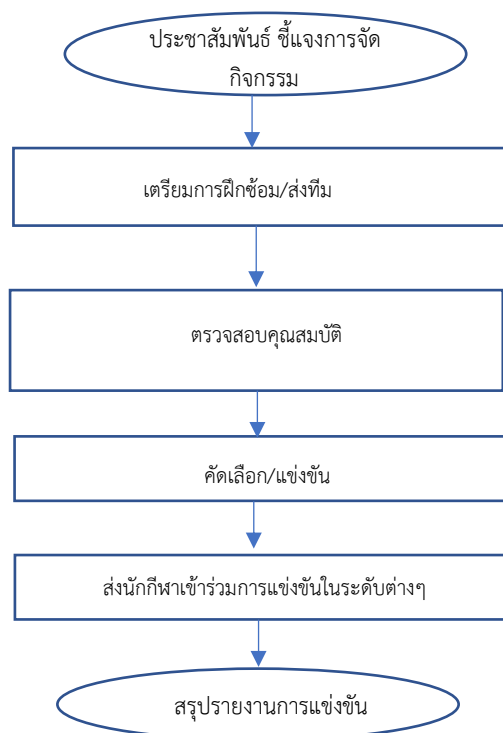 ประชาสัมพันธ์ ชี้แจงการจัด
กิจกรรม
เตรียมการฝึกซ้อม/ส่งทีม
ตรวจสอบคุณสมบัติ
คัดเลือก/แข่งขัน
ส่งนักกีฬาเข้าร่วมการแข่งขันในระดับต่างๆ
สรุปรายงานการแข่งขัน